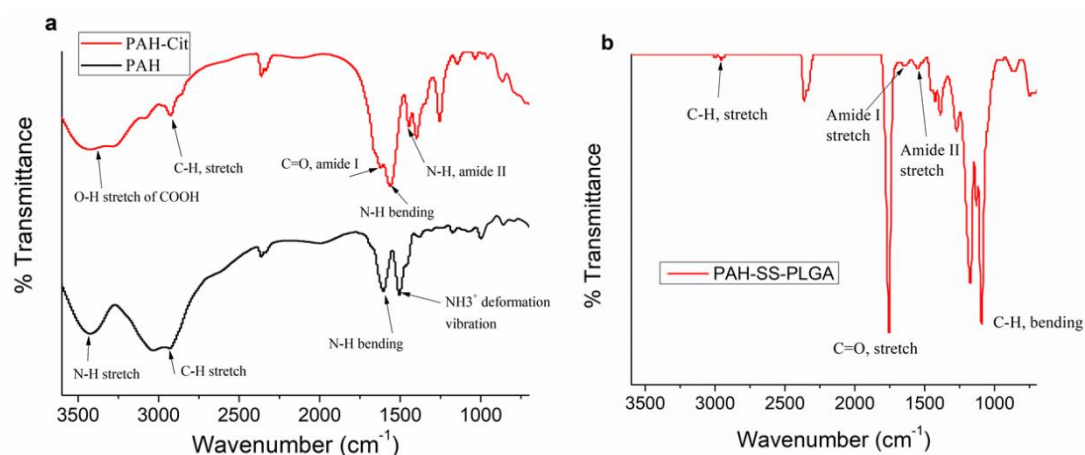 a
PAH-Cit
PAH
% Transmittance
C-H, stretch
O-H stretch of COOH
C=O, amide I
N-H, amide II
N-H bending
NH3⁺ deformation
vibration
N-H bending
N-H stretch
C-H stretch
3500 3000 2500 2000 1500 1000
Wavenumber (cm⁻¹)
b
% Transmittance
C-H, stretch
Amide I
stretch
Amide II
stretch
PAH-SS-PLGA
C=O, stretch
C-H, bending
3500 3000 2500 2000 1500 1000
Wavenumber (cm⁻¹)